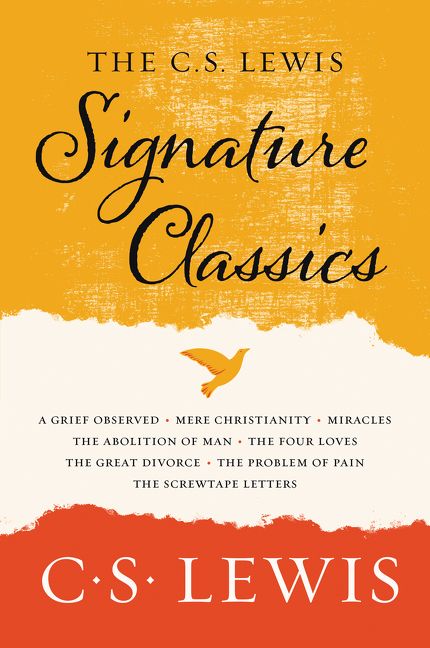 THE C.S. LEWIS
Signature
Classics
A GRIEF OBSERVED • MERE CHRISTIANITY • MIRACLES
THE ABOLITION OF MAN • THE FOUR LOVES
THE GREAT DIVORCE • THE PROBLEM OF PAIN
THE SCREWTAPE LETTERS
C·S·LEWIS